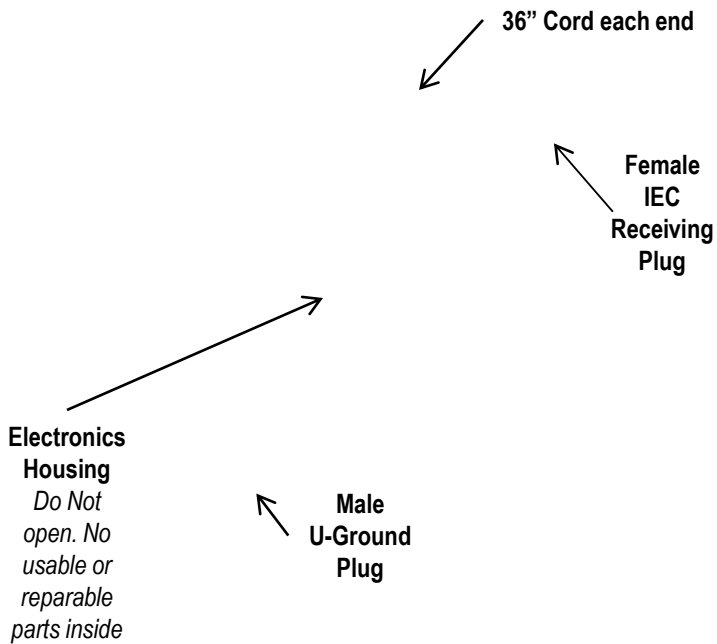 36” Cord each end
Female
IEC
Receiving
Plug
Electronics
Housing
Do Not
open. No
usable or
reparable
parts inside
Male
U-Ground
Plug